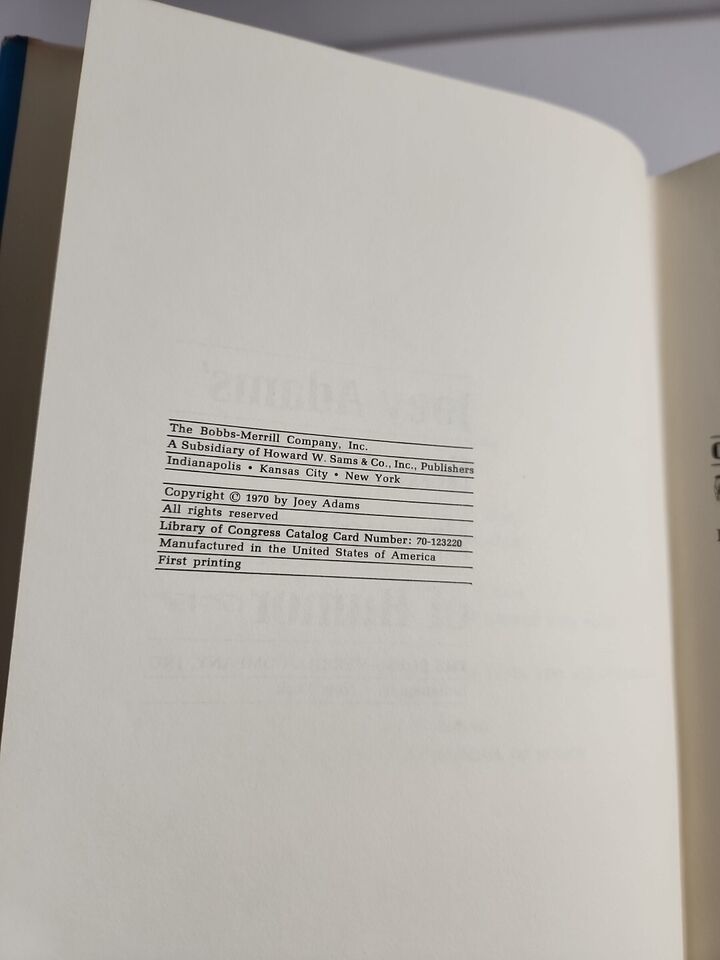 The Bobbs-Merrill Company, Inc.
A Subsidiary of Howard W. Sams & Co., Inc., Publishers
Indianapolis • Kansas City • New York
Copyright © 1970 by Joey Adams
All rights reserved
Library of Congress Catalog Card Number: 70-123220
Manufactured in the United States of America
First printing